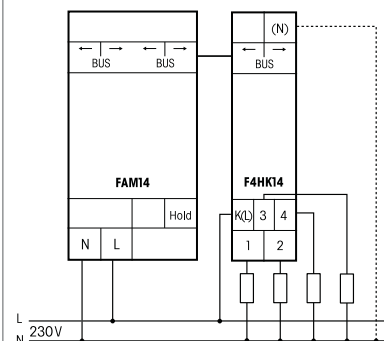 (N)
BUS BUS BUS
FAM14 F4HK14
Hold K(L) 3 4
N L 1 2
L
230V
N